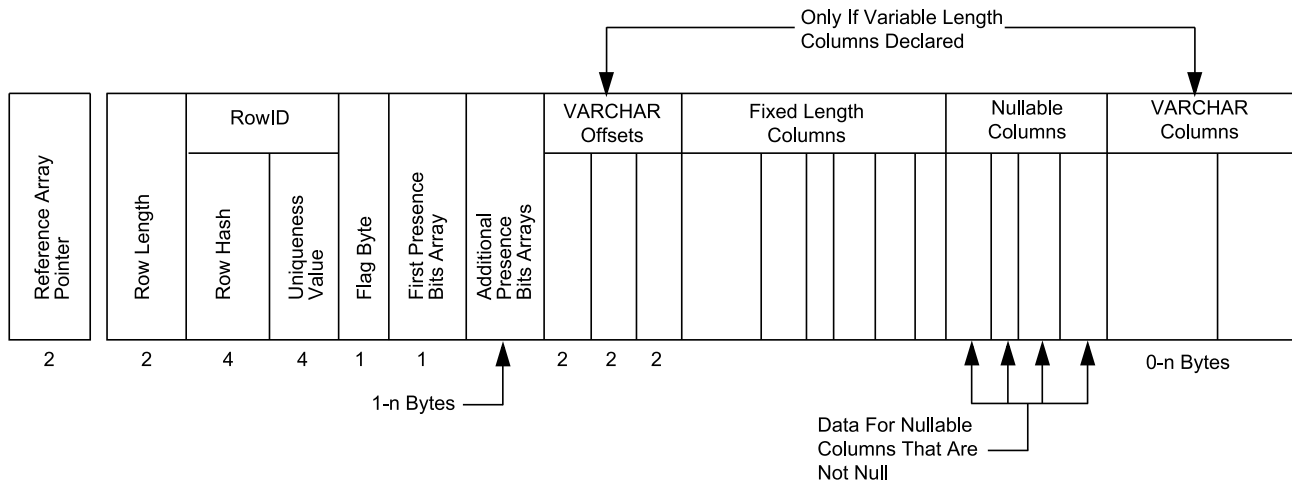 Only If Variable Length
Columns Declared
RowID
VARCHAR
Offsets
Fixed Length
Columns
Nullable
Columns
VARCHAR
Columns
Reference Array
Pointer
Row Length
Row Hash
Uniqueness
Value
Flag Byte
First Presence
Bits Array
Additional
Presence
Bits Arrays
2 2 4 4 1 1 2 2 2 0-n Bytes
1-n Bytes
Data For Nullable
Columns That Are
Not Null